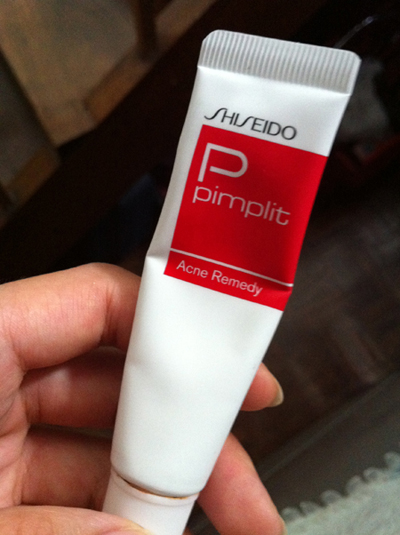 SHISEIDO
P
pimplit
Acne Remedy